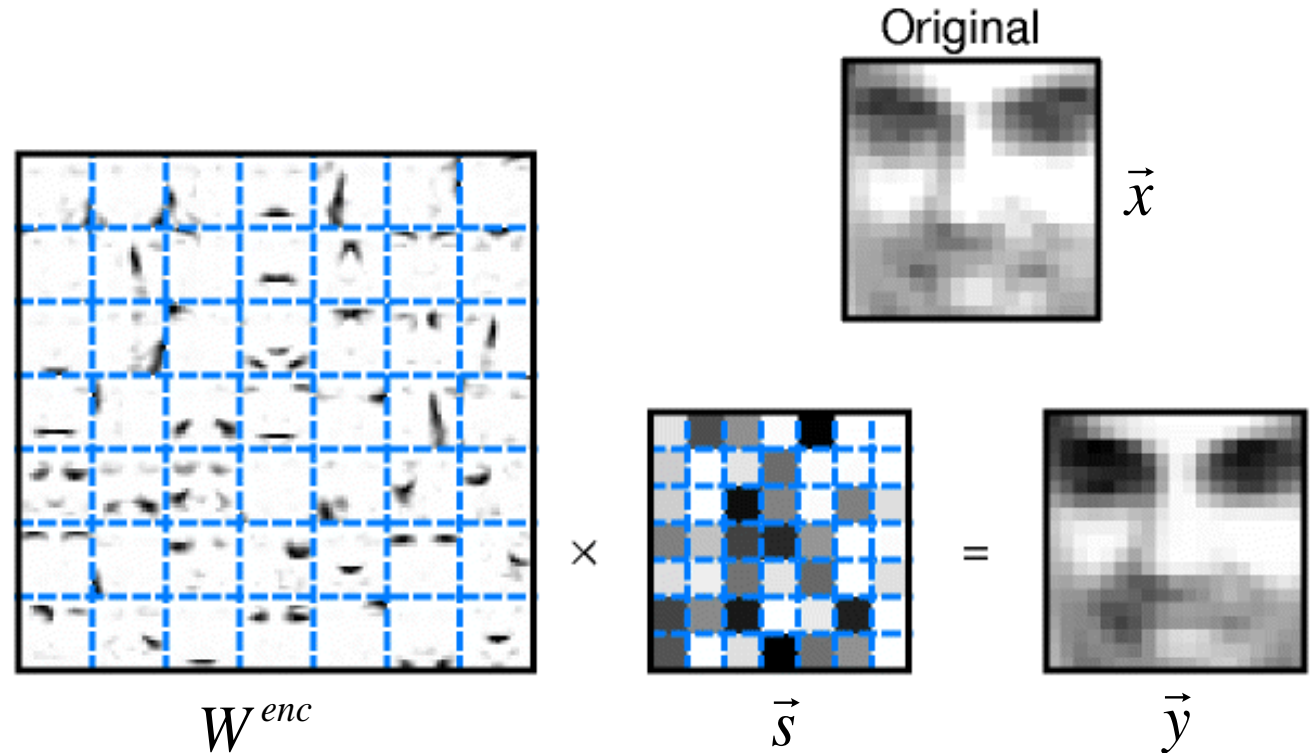 Original
x⃗
×
=
W^enc
s⃗
y⃗